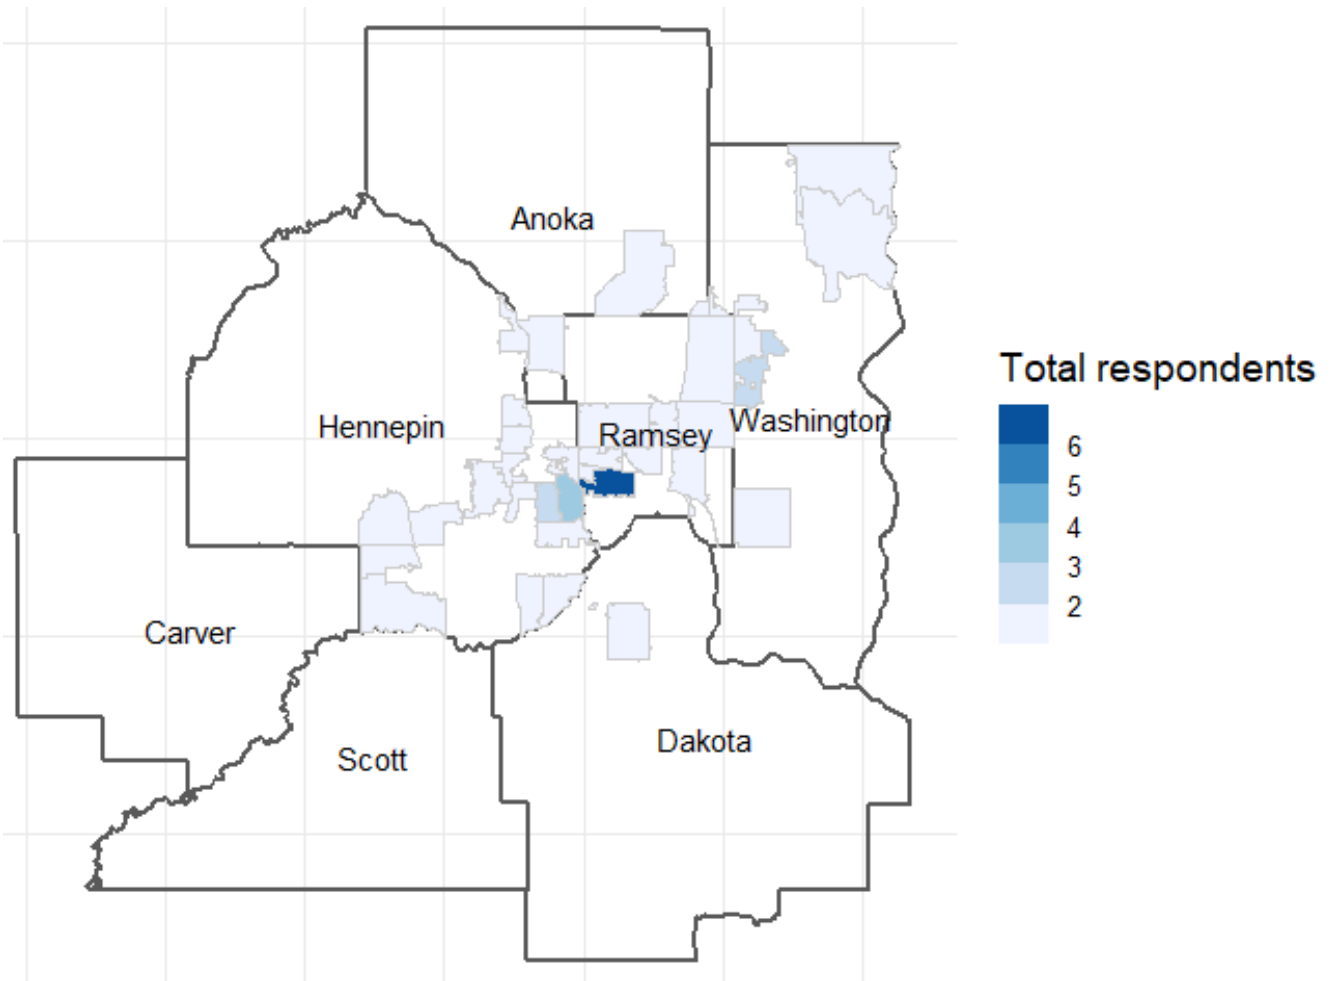 Anoka
Hennepin
Ramsey
Washington
Carver
Scott
Dakota
Total respondents
6
5
4
3
2